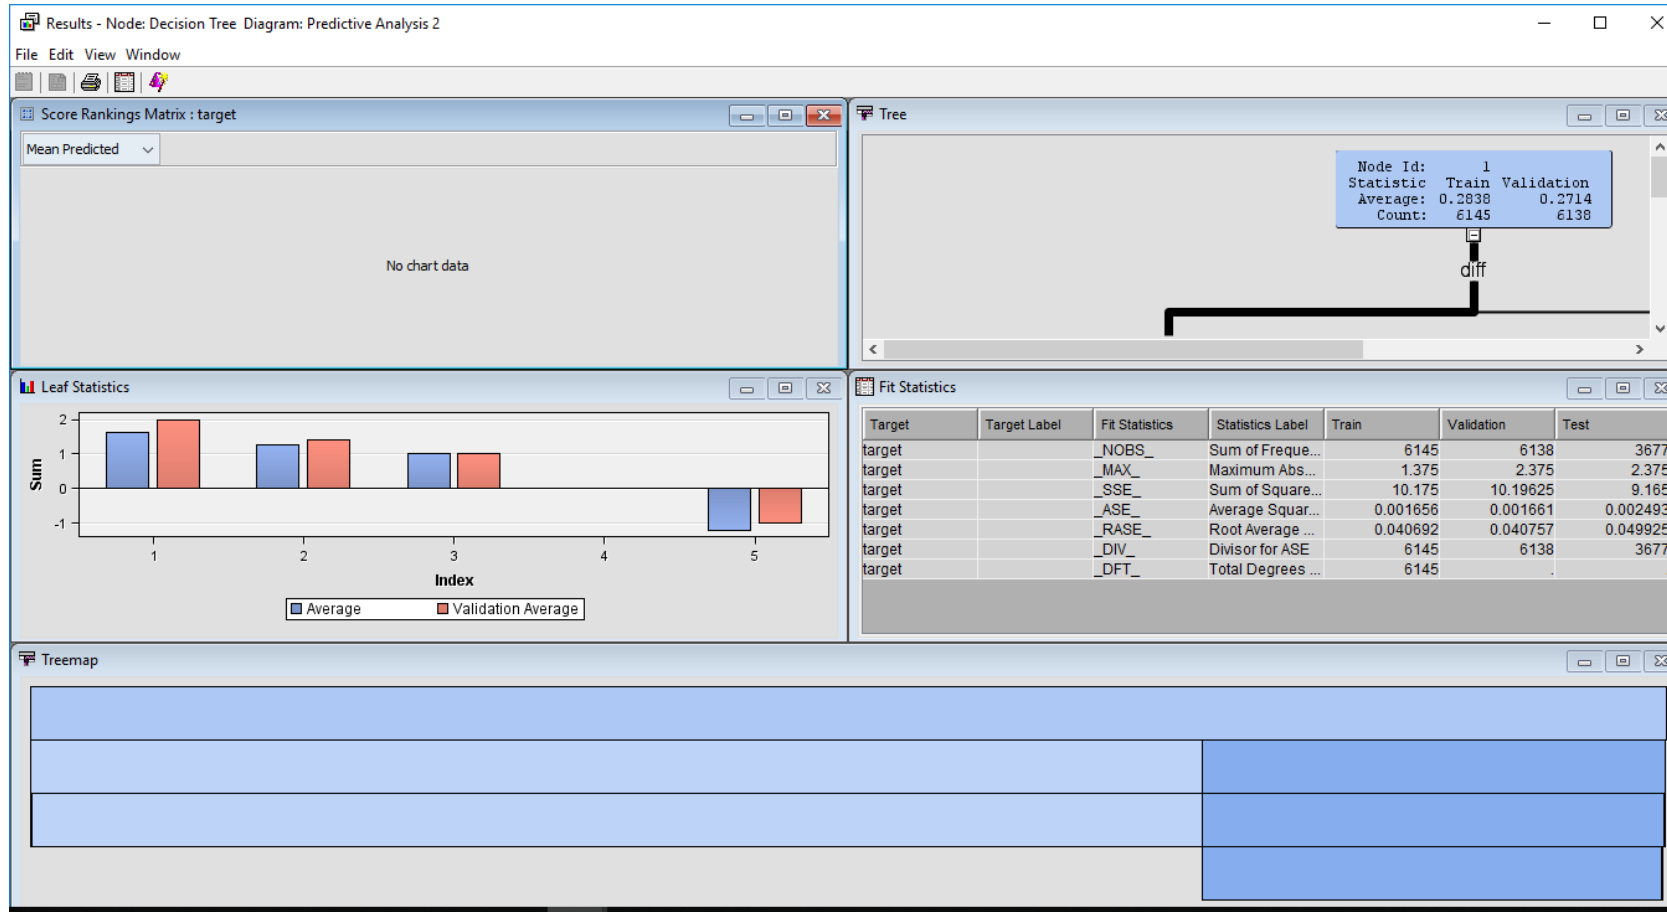 Results - Node: Decision Tree Diagram: Predictive Analysis 2
File Edit View Window
Score Rankings Matrix : target
Mean Predicted
No chart data
Tree
Node Id: 1
Statistic Train Validation
Average: 0.2838 0.2714
Count: 6145 6138
diff
Leaf Statistics
2
1
0
-1
Sum
1 2 3 4 5
Index
Average Validation Average
Fit Statistics
Target Target Label Fit Statistics Statistics Label Train Validation Test
target _NOBS_ Sum of Freque... 6145 6138 3677
target _MAX_ Maximum Abs... 1.375 2.375 2.375
target _SSE_ Sum of Square... 10.175 10.19625 9.165
target _ASE_ Average Squar... 0.001656 0.001661 0.002493
target _RASE_ Root Average ... 0.040692 0.040757 0.049925
target _DIV_ Divisor for ASE 6145 6138 3677
target _DFT_ Total Degrees ... 6145 .
Treemap